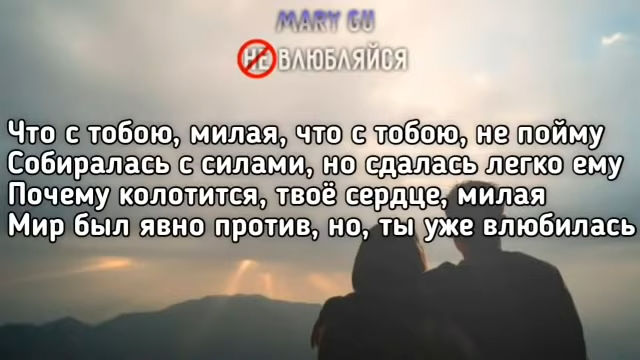 MARY GU
НЕ ВЛЮБЛЯЙСЯ
Что с тобою, милая, что с тобою, не пойму
Собиралась с силами, но сдалась легко ему
Почему колотится, твоё сердце, милая
Мир был явно против, но, ты уже влюбилась